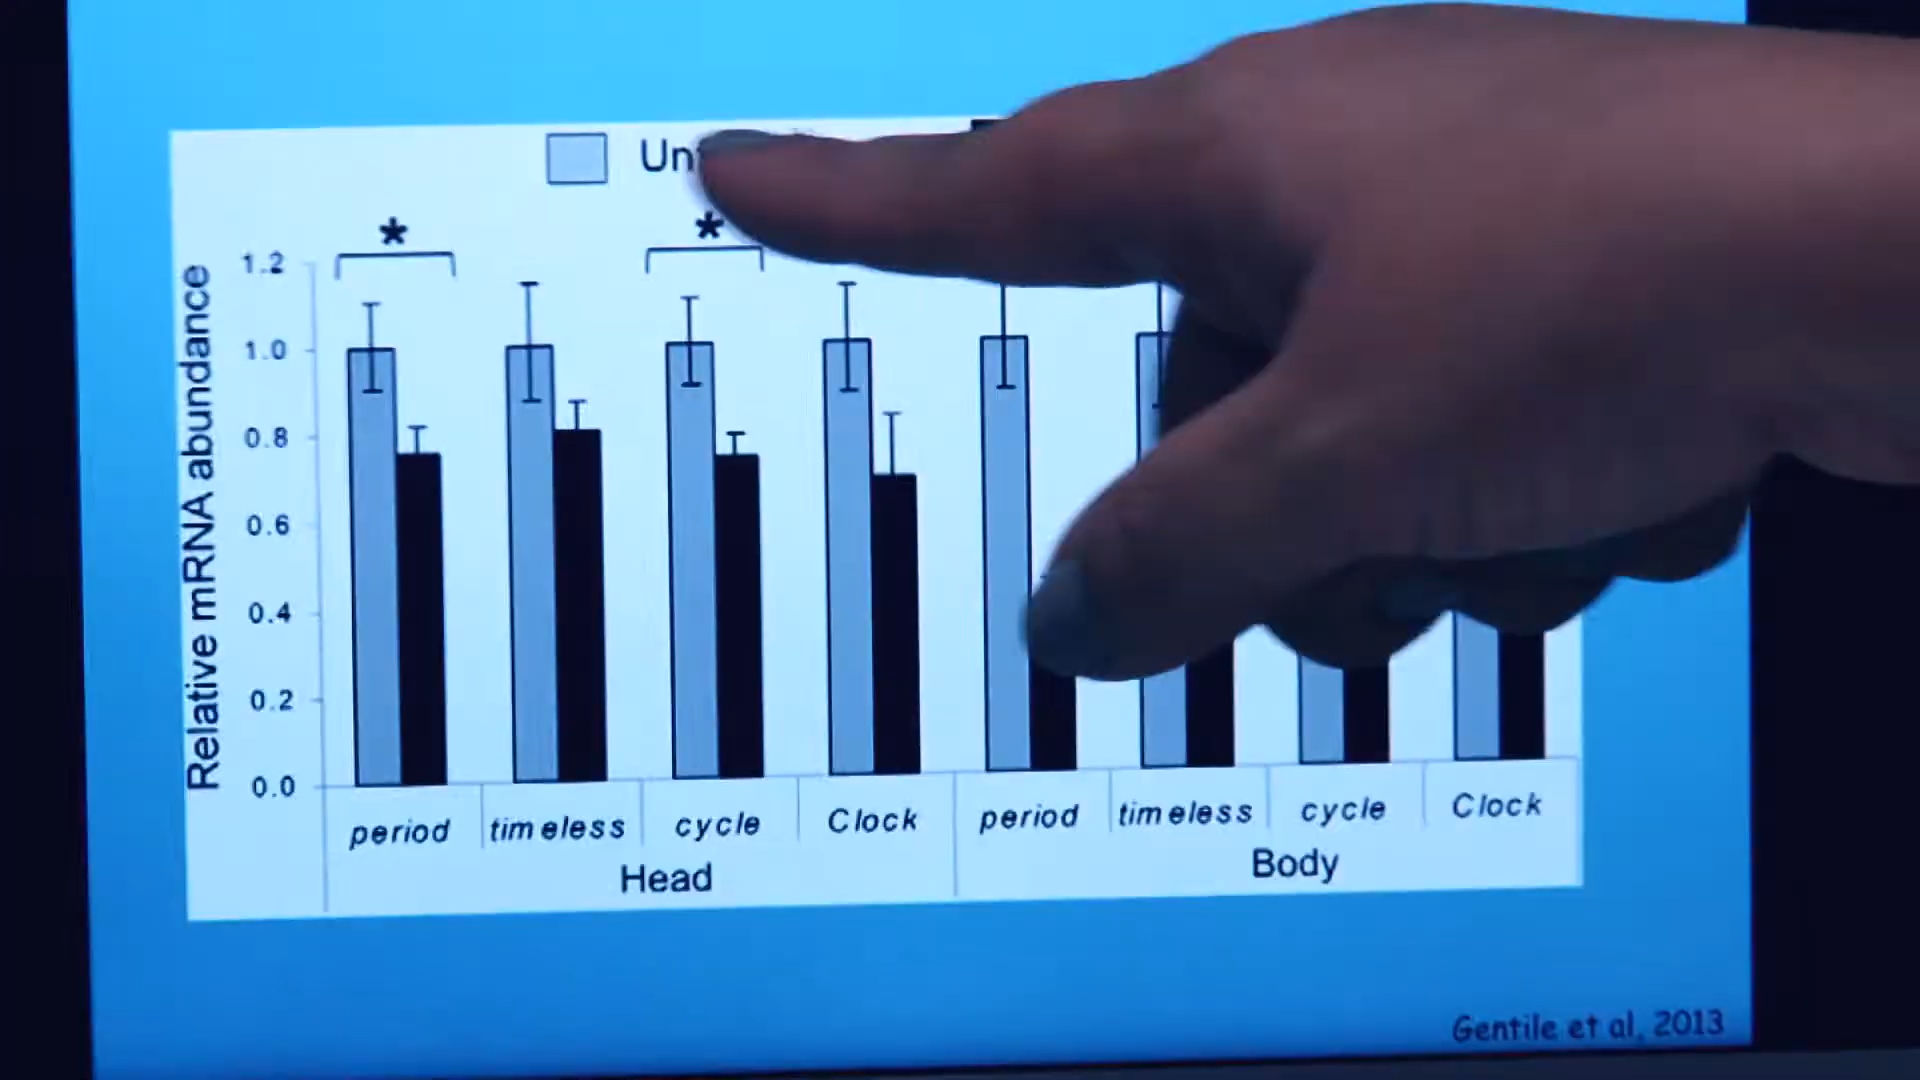 Un
*
*
1.2
1.0
0.8
0.6
0.4
0.2
0.0
Relative mRNA abundance
period timeless cycle Clock period timeless cycle Clock
Head Body
Gentile et al, 2013